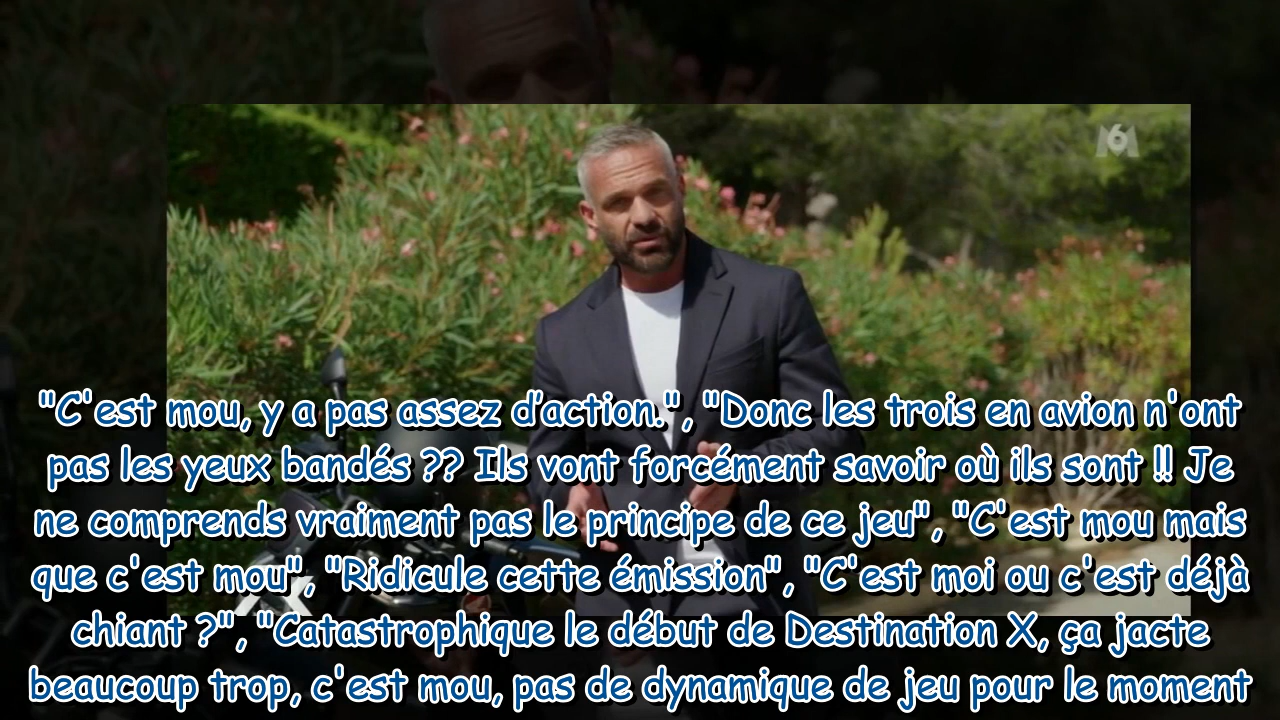 M6
"C'est mou, y a pas assez d’action.", "Donc les trois en avion n'ont
pas les yeux bandés ?? Ils vont forcément savoir où ils sont !! Je
ne comprends vraiment pas le principe de ce jeu", "C'est mou mais
que c'est mou", "Ridicule cette émission", "C'est moi ou c'est déjà
chiant ?", "Catastrophique le début de Destination X, ça jacte
beaucoup trop, c'est mou, pas de dynamique de jeu pour le moment